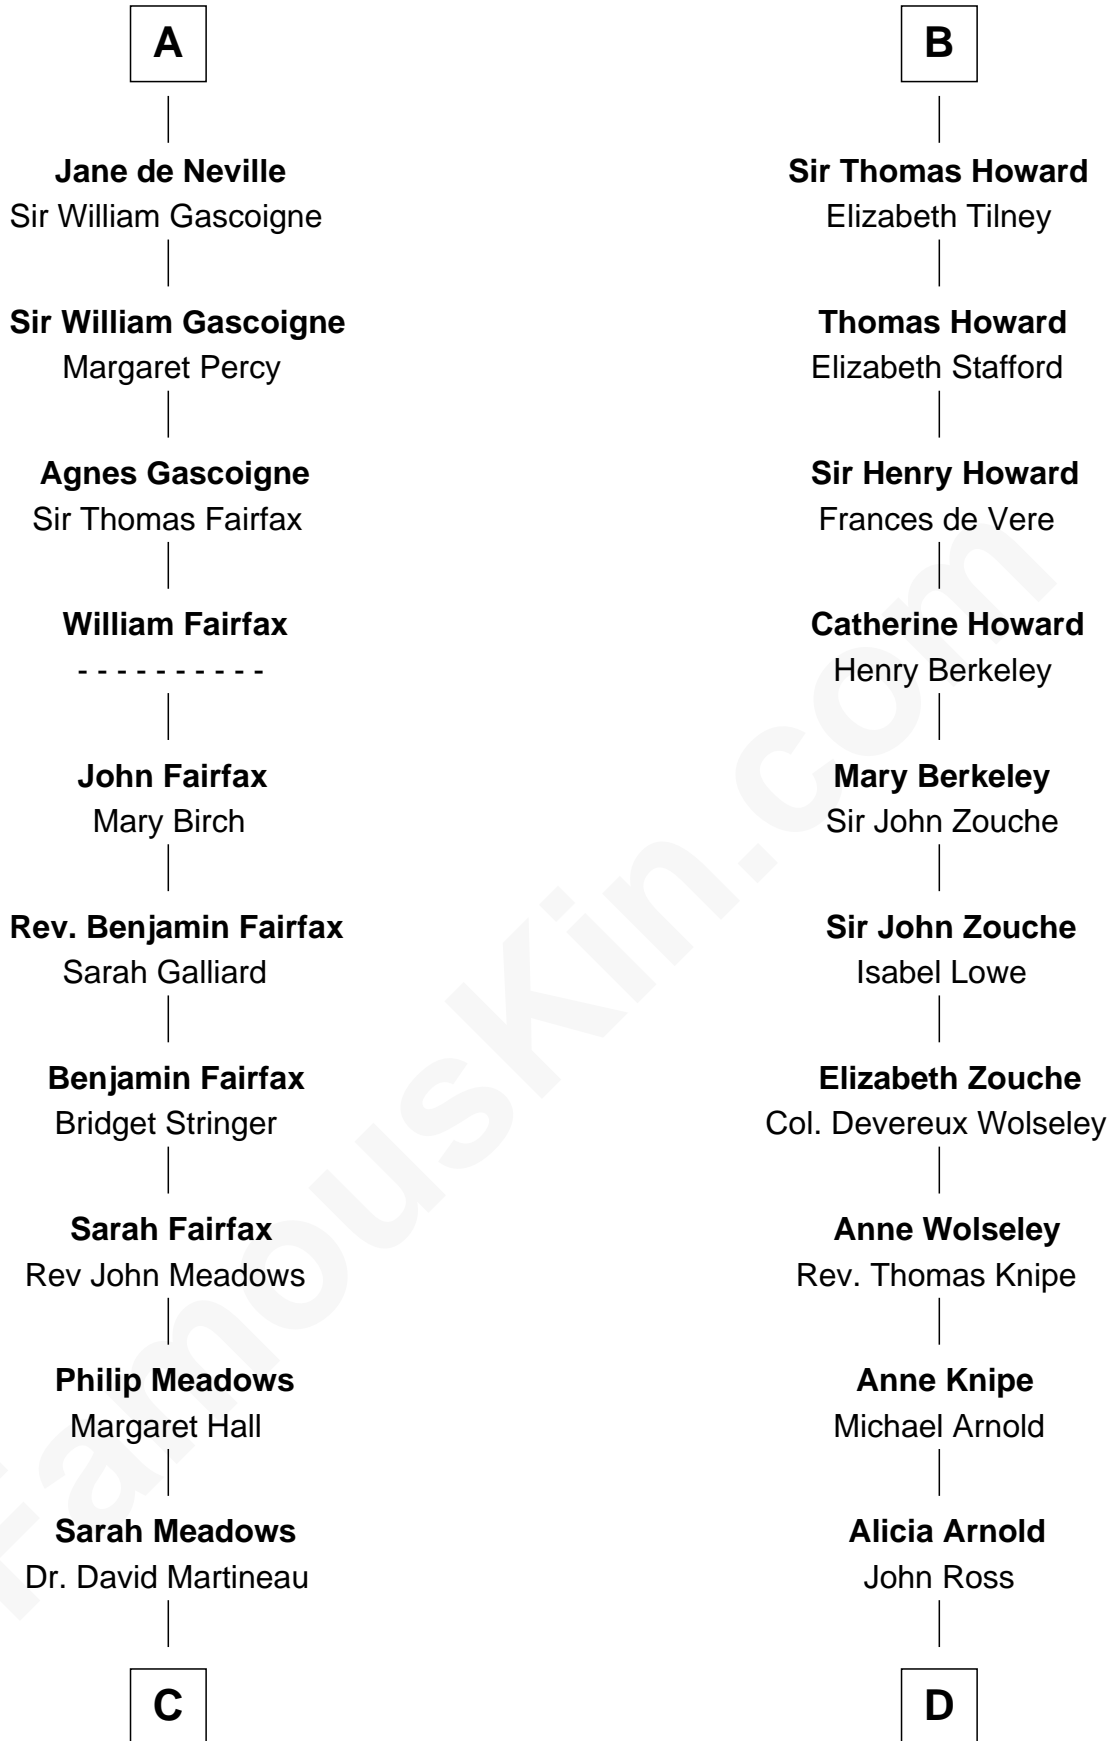 A
Jane de Neville
Sir William Gascoigne
Sir William Gascoigne
Margaret Percy
Agnes Gascoigne
Sir Thomas Fairfax
William Fairfax
- - - - - - - - - -
John Fairfax
Mary Birch
Rev. Benjamin Fairfax
Sarah Galliard
Benjamin Fairfax
Bridget Stringer
Sarah Fairfax
Rev John Meadows
Philip Meadows
Margaret Hall
Sarah Meadows
Dr. David Martineau
C
B
Sir Thomas Howard
Elizabeth Tilney
Thomas Howard
Elizabeth Stafford
Sir Henry Howard
Frances de Vere
Catherine Howard
Henry Berkeley
Mary Berkeley
Sir John Zouche
Sir John Zouche
Isabel Lowe
Elizabeth Zouche
Col. Devereux Wolseley
Anne Wolseley
Rev. Thomas Knipe
Anne Knipe
Michael Arnold
Alicia Arnold
John Ross
D
FamousKin.com